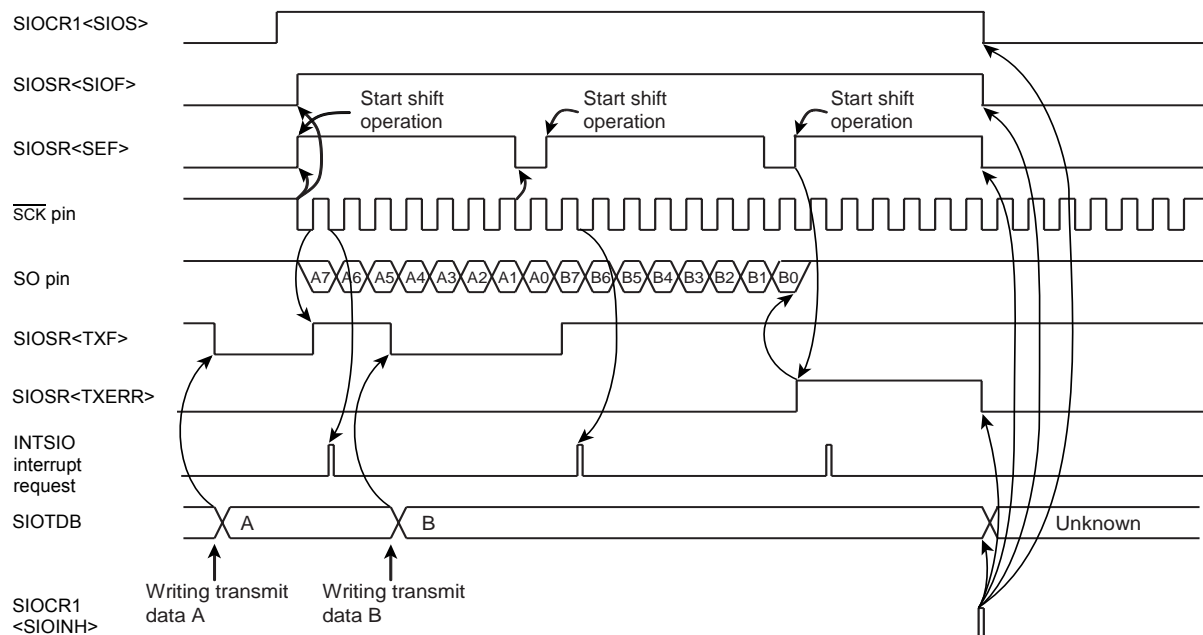 SIOCR1<SIOS>
SIOSR<SIOF>
Start shift
operation
Start shift
operation
Start shift
operation
SIOSR<SEF>
SCK pin
SO pin
A7 A6 A5 A4 A3 A2 A1 A0 B7 B6 B5 B4 B3 B2 B1 B0
SIOSR<TXF>
SIOSR<TXERR>
INTSIO
interrupt
request
SIOTDB
A
B
Unknown
Writing transmit
data A
Writing transmit
data B
SIOCR1
<SIOINH>